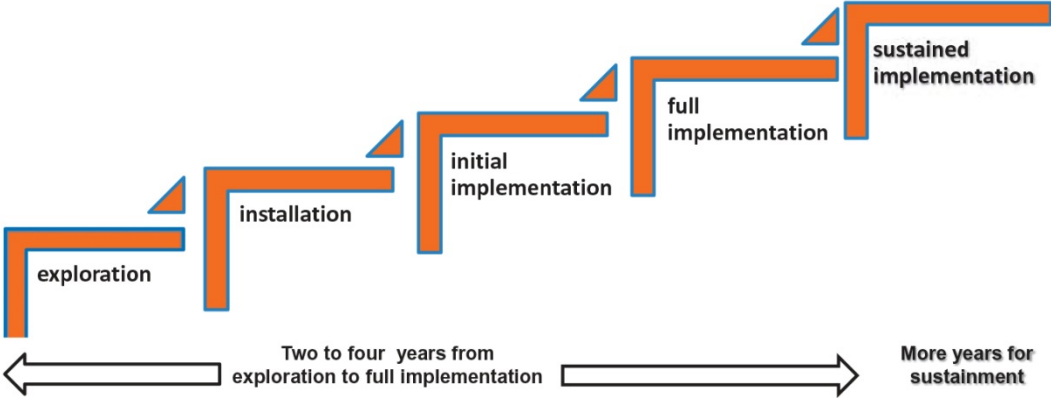 exploration
installation
initial
implementation
full
implementation
sustained
implementation
Two to four years from
exploration to full implementation
More years for
sustainment